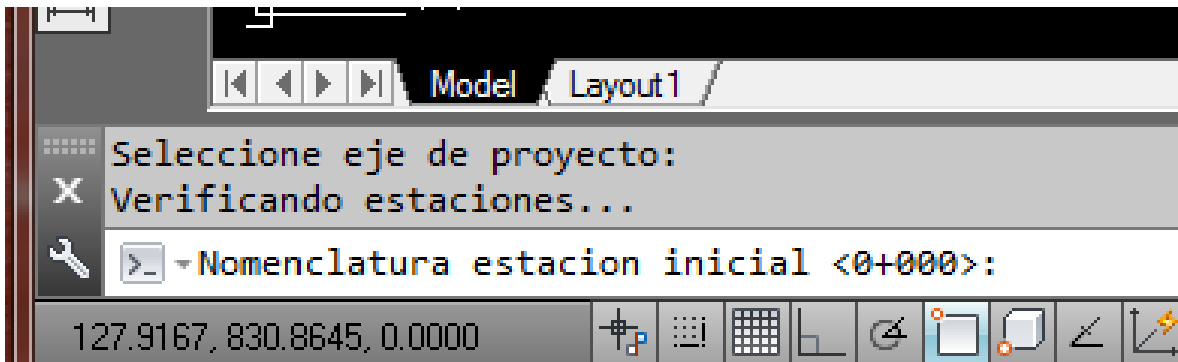 Model Layout1
Seleccione eje de proyecto:
Verificando estaciones...
Nomenclatura estacion inicial <0+000>:
127.9167, 830.8645, 0.0000